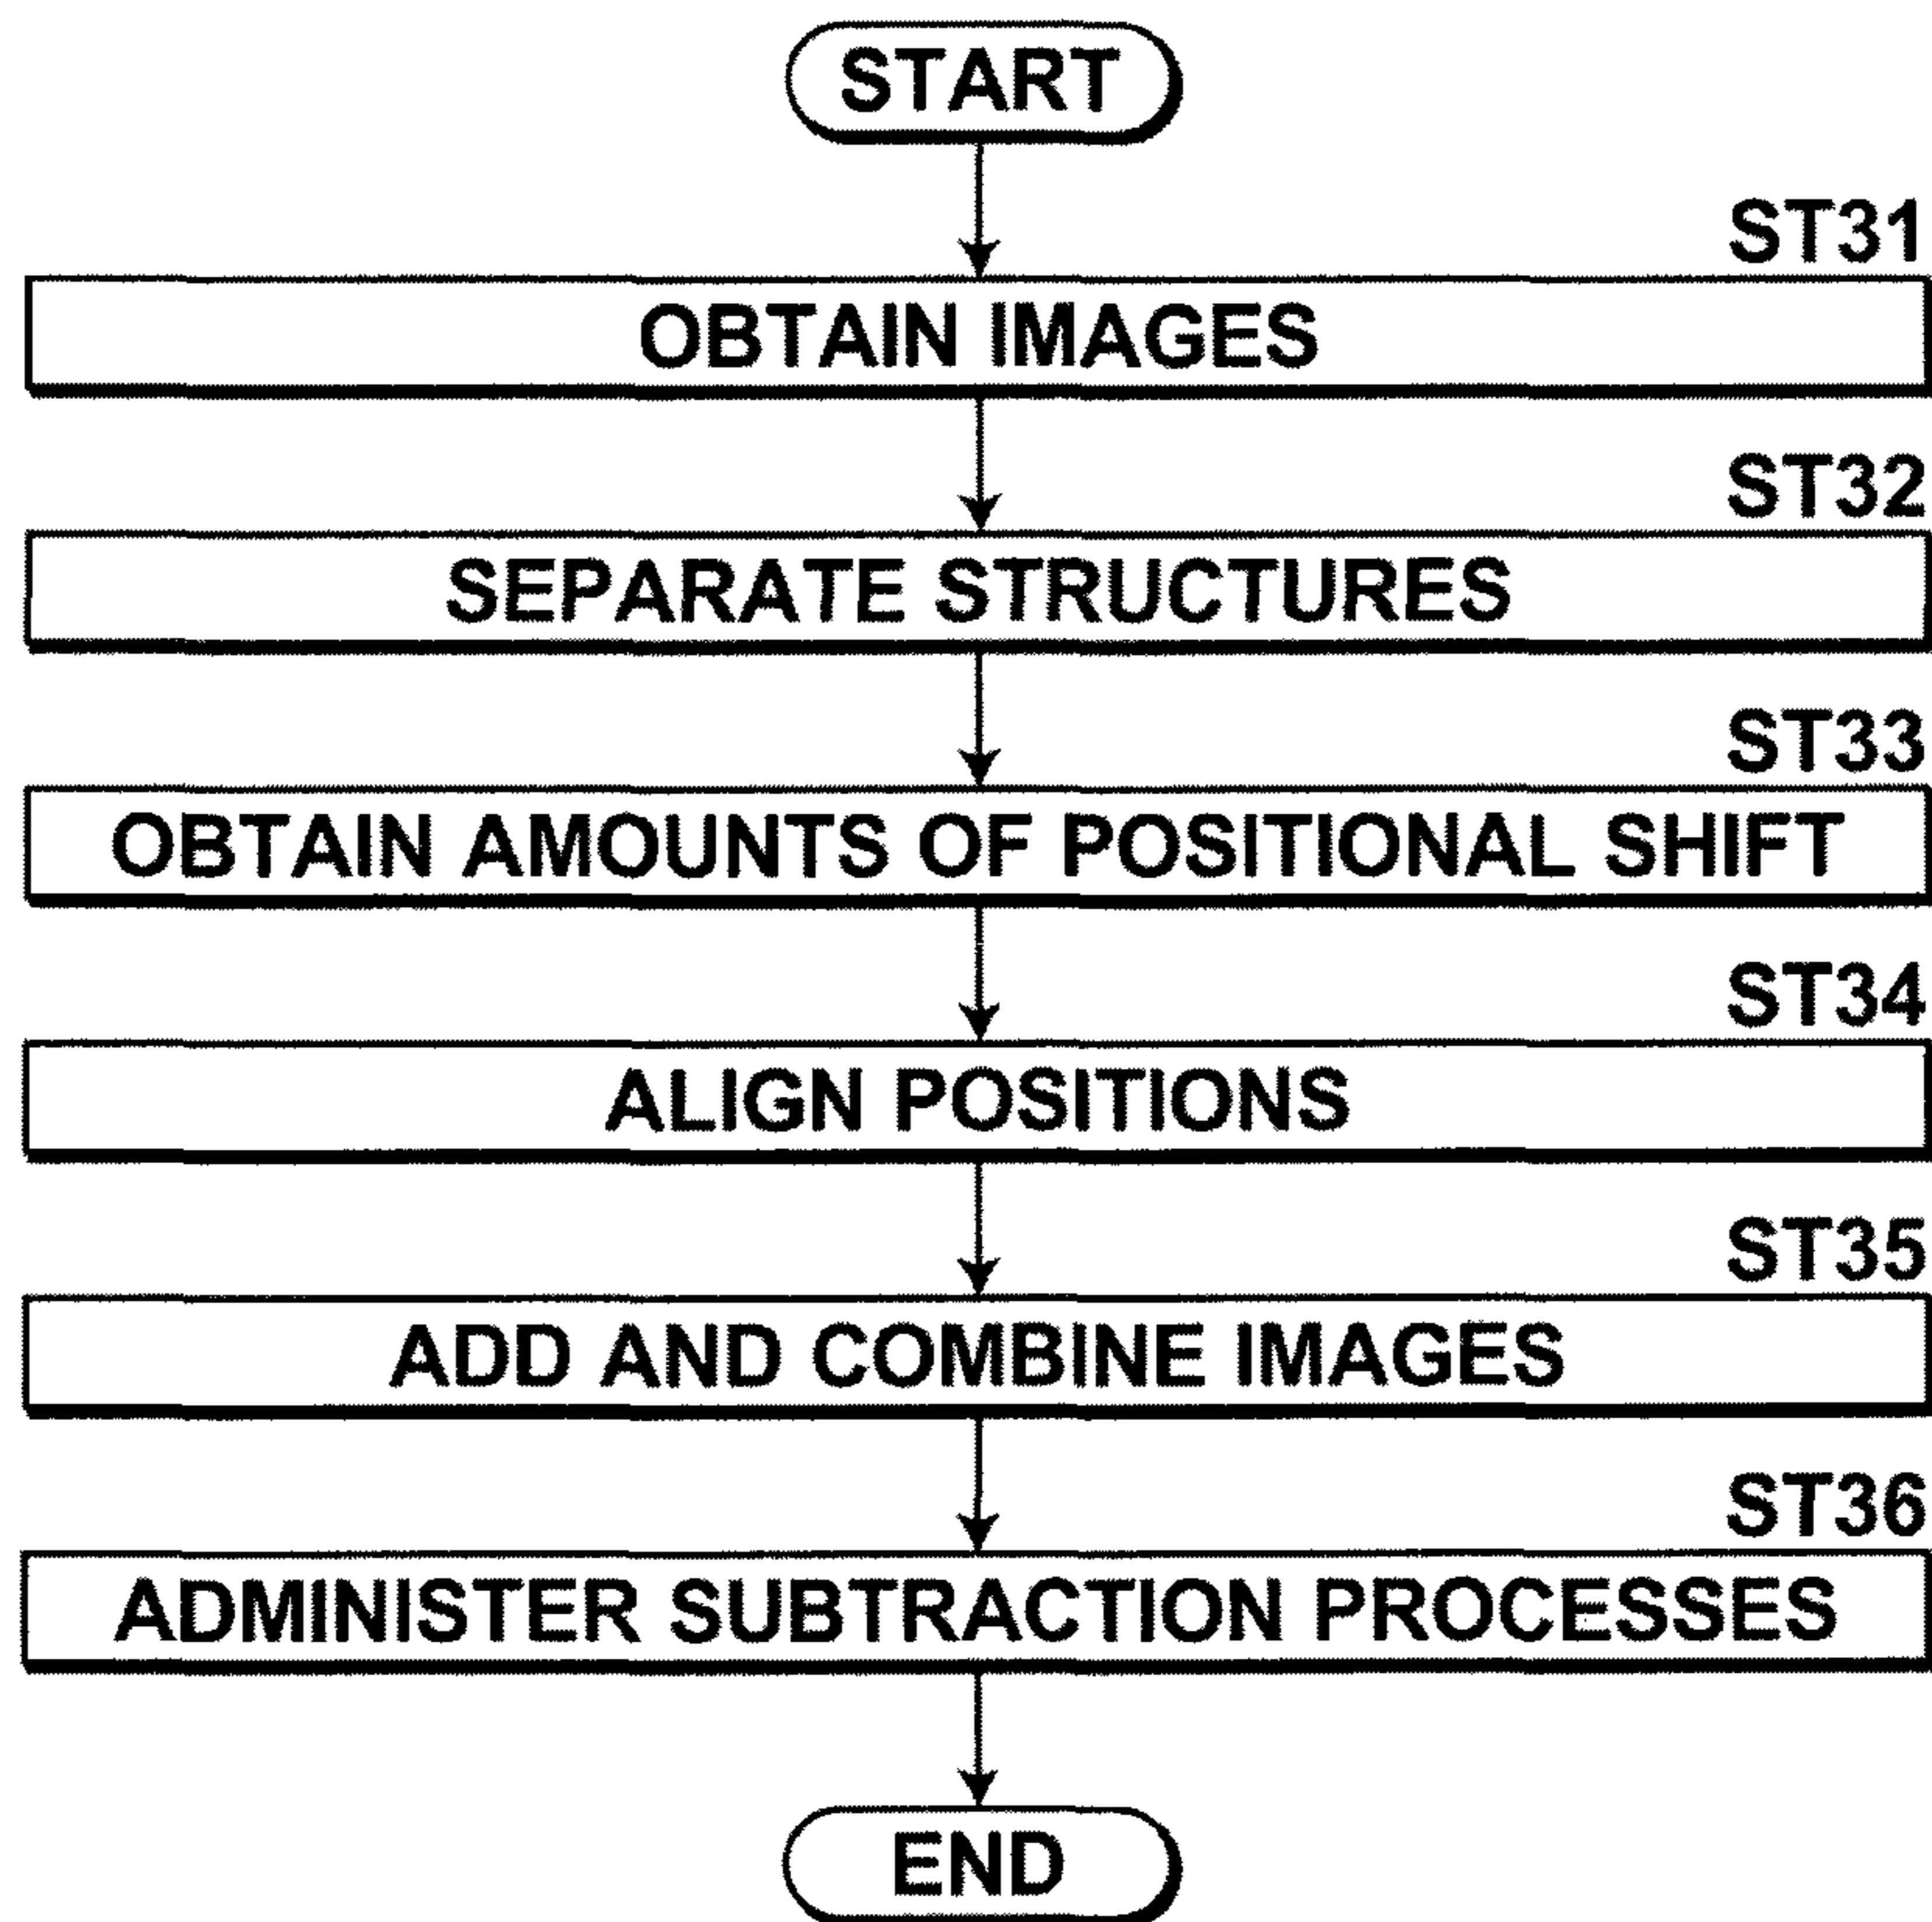 START
ST31
OBTAIN IMAGES
ST32
SEPARATE STRUCTURES
ST33
OBTAIN AMOUNTS OF POSITIONAL SHIFT
ST34
ALIGN POSITIONS
ST35
ADD AND COMBINE IMAGES
ST36
ADMINISTER SUBTRACTION PROCESSES
END